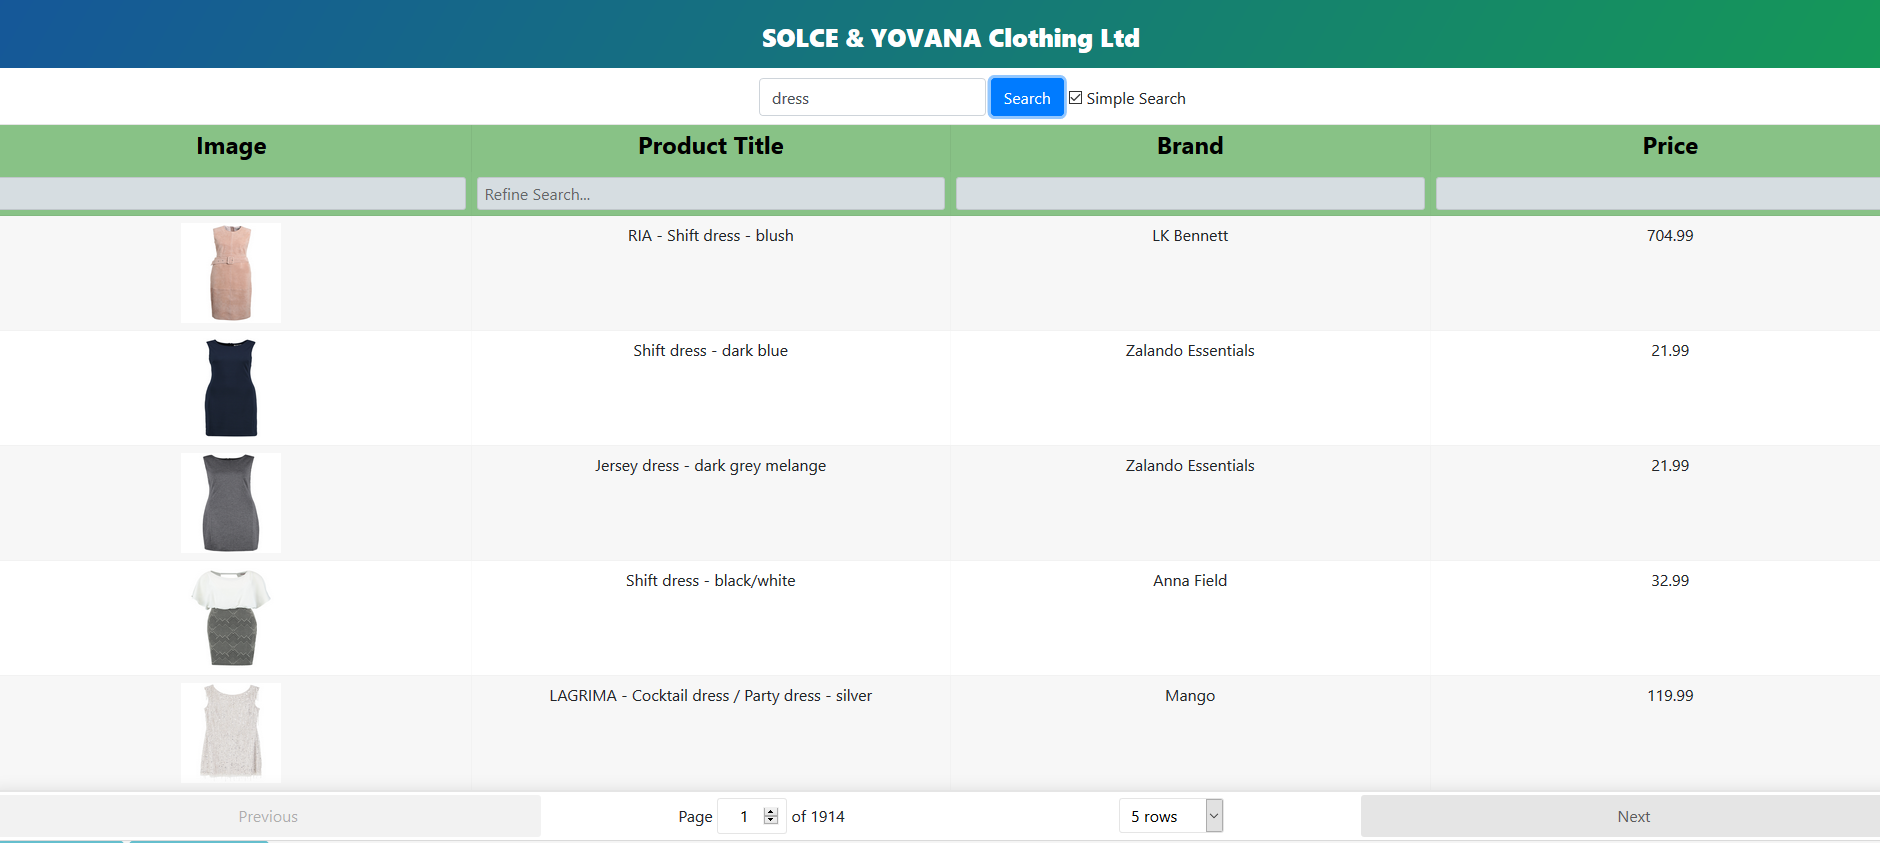 SOLCE & YOVANA Clothing Ltd
dress Search Simple Search
Image Product Title Brand Price
Refine Search...
RIA - Shift dress - blush LK Bennett 704.99
Shift dress - dark blue Zalando Essentials 21.99
Jersey dress - dark grey melange Zalando Essentials 21.99
Shift dress - black/white Anna Field 32.99
LAGRIMA - Cocktail dress / Party dress - silver Mango 119.99
Previous Page 1 of 1914 5 rows Next